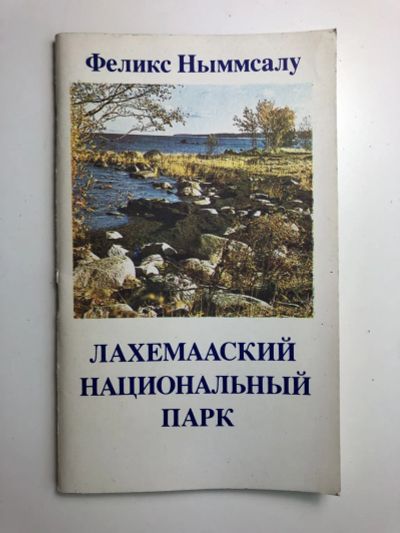 Феликс Ныммсалу
ЛАХЕМААСКИЙ
НАЦИОНАЛЬНЫЙ
ПАРК